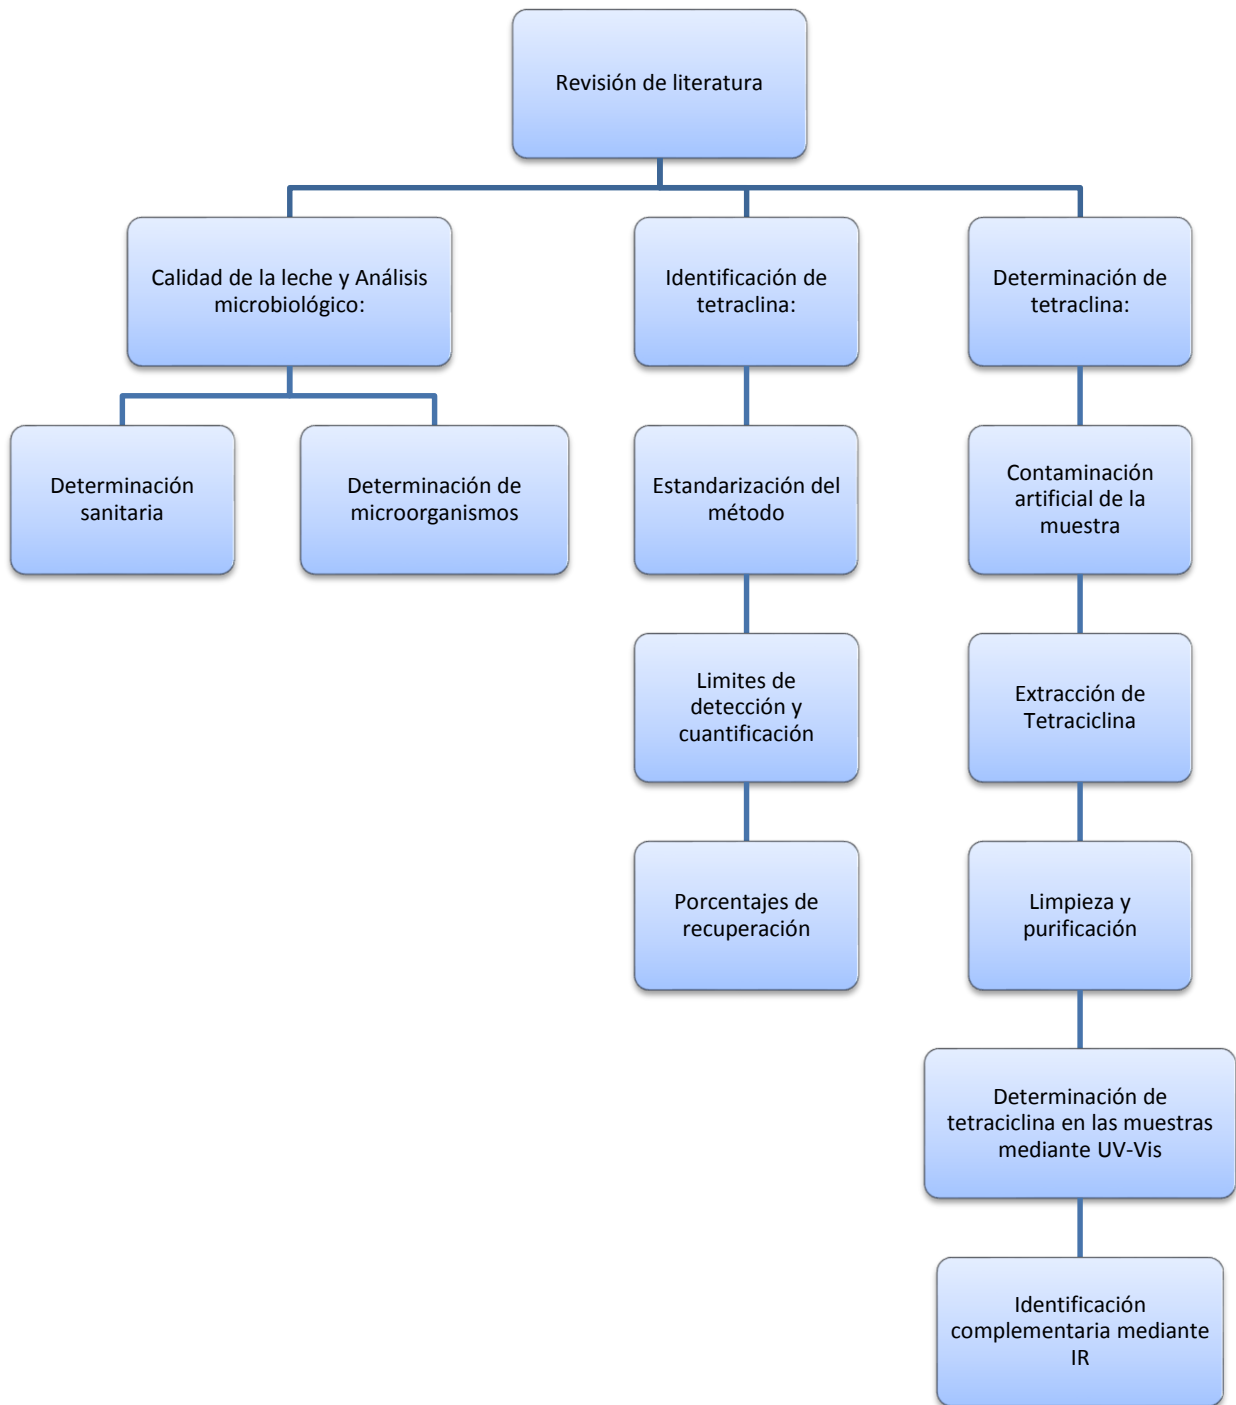 Revisión de literatura
Calidad de la leche y Análisis
microbiológico:
Identificación de
tetraclina:
Determinación de
tetraclina:
Determinación
sanitaria
Determinación de
microorganismos
Estandarización del
método
Contaminación
artificial de la
muestra
Limites de
detección y
cuantificación
Extracción de
Tetraciclina
Porcentajes de
recuperación
Limpieza y
purificación
Determinación de
tetraciclina en las muestras
mediante UV-Vis
Identificación
complementaria mediante
IR